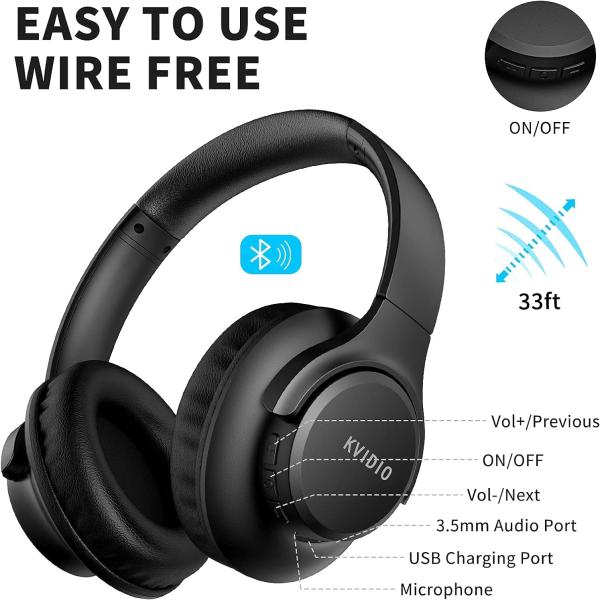 EASY TO USE
WIRE FREE
ON/OFF
33ft
KVIDIO
Vol+/Previous
ON/OFF
Vol-/Next
3.5mm Audio Port
USB Charging Port
Microphone